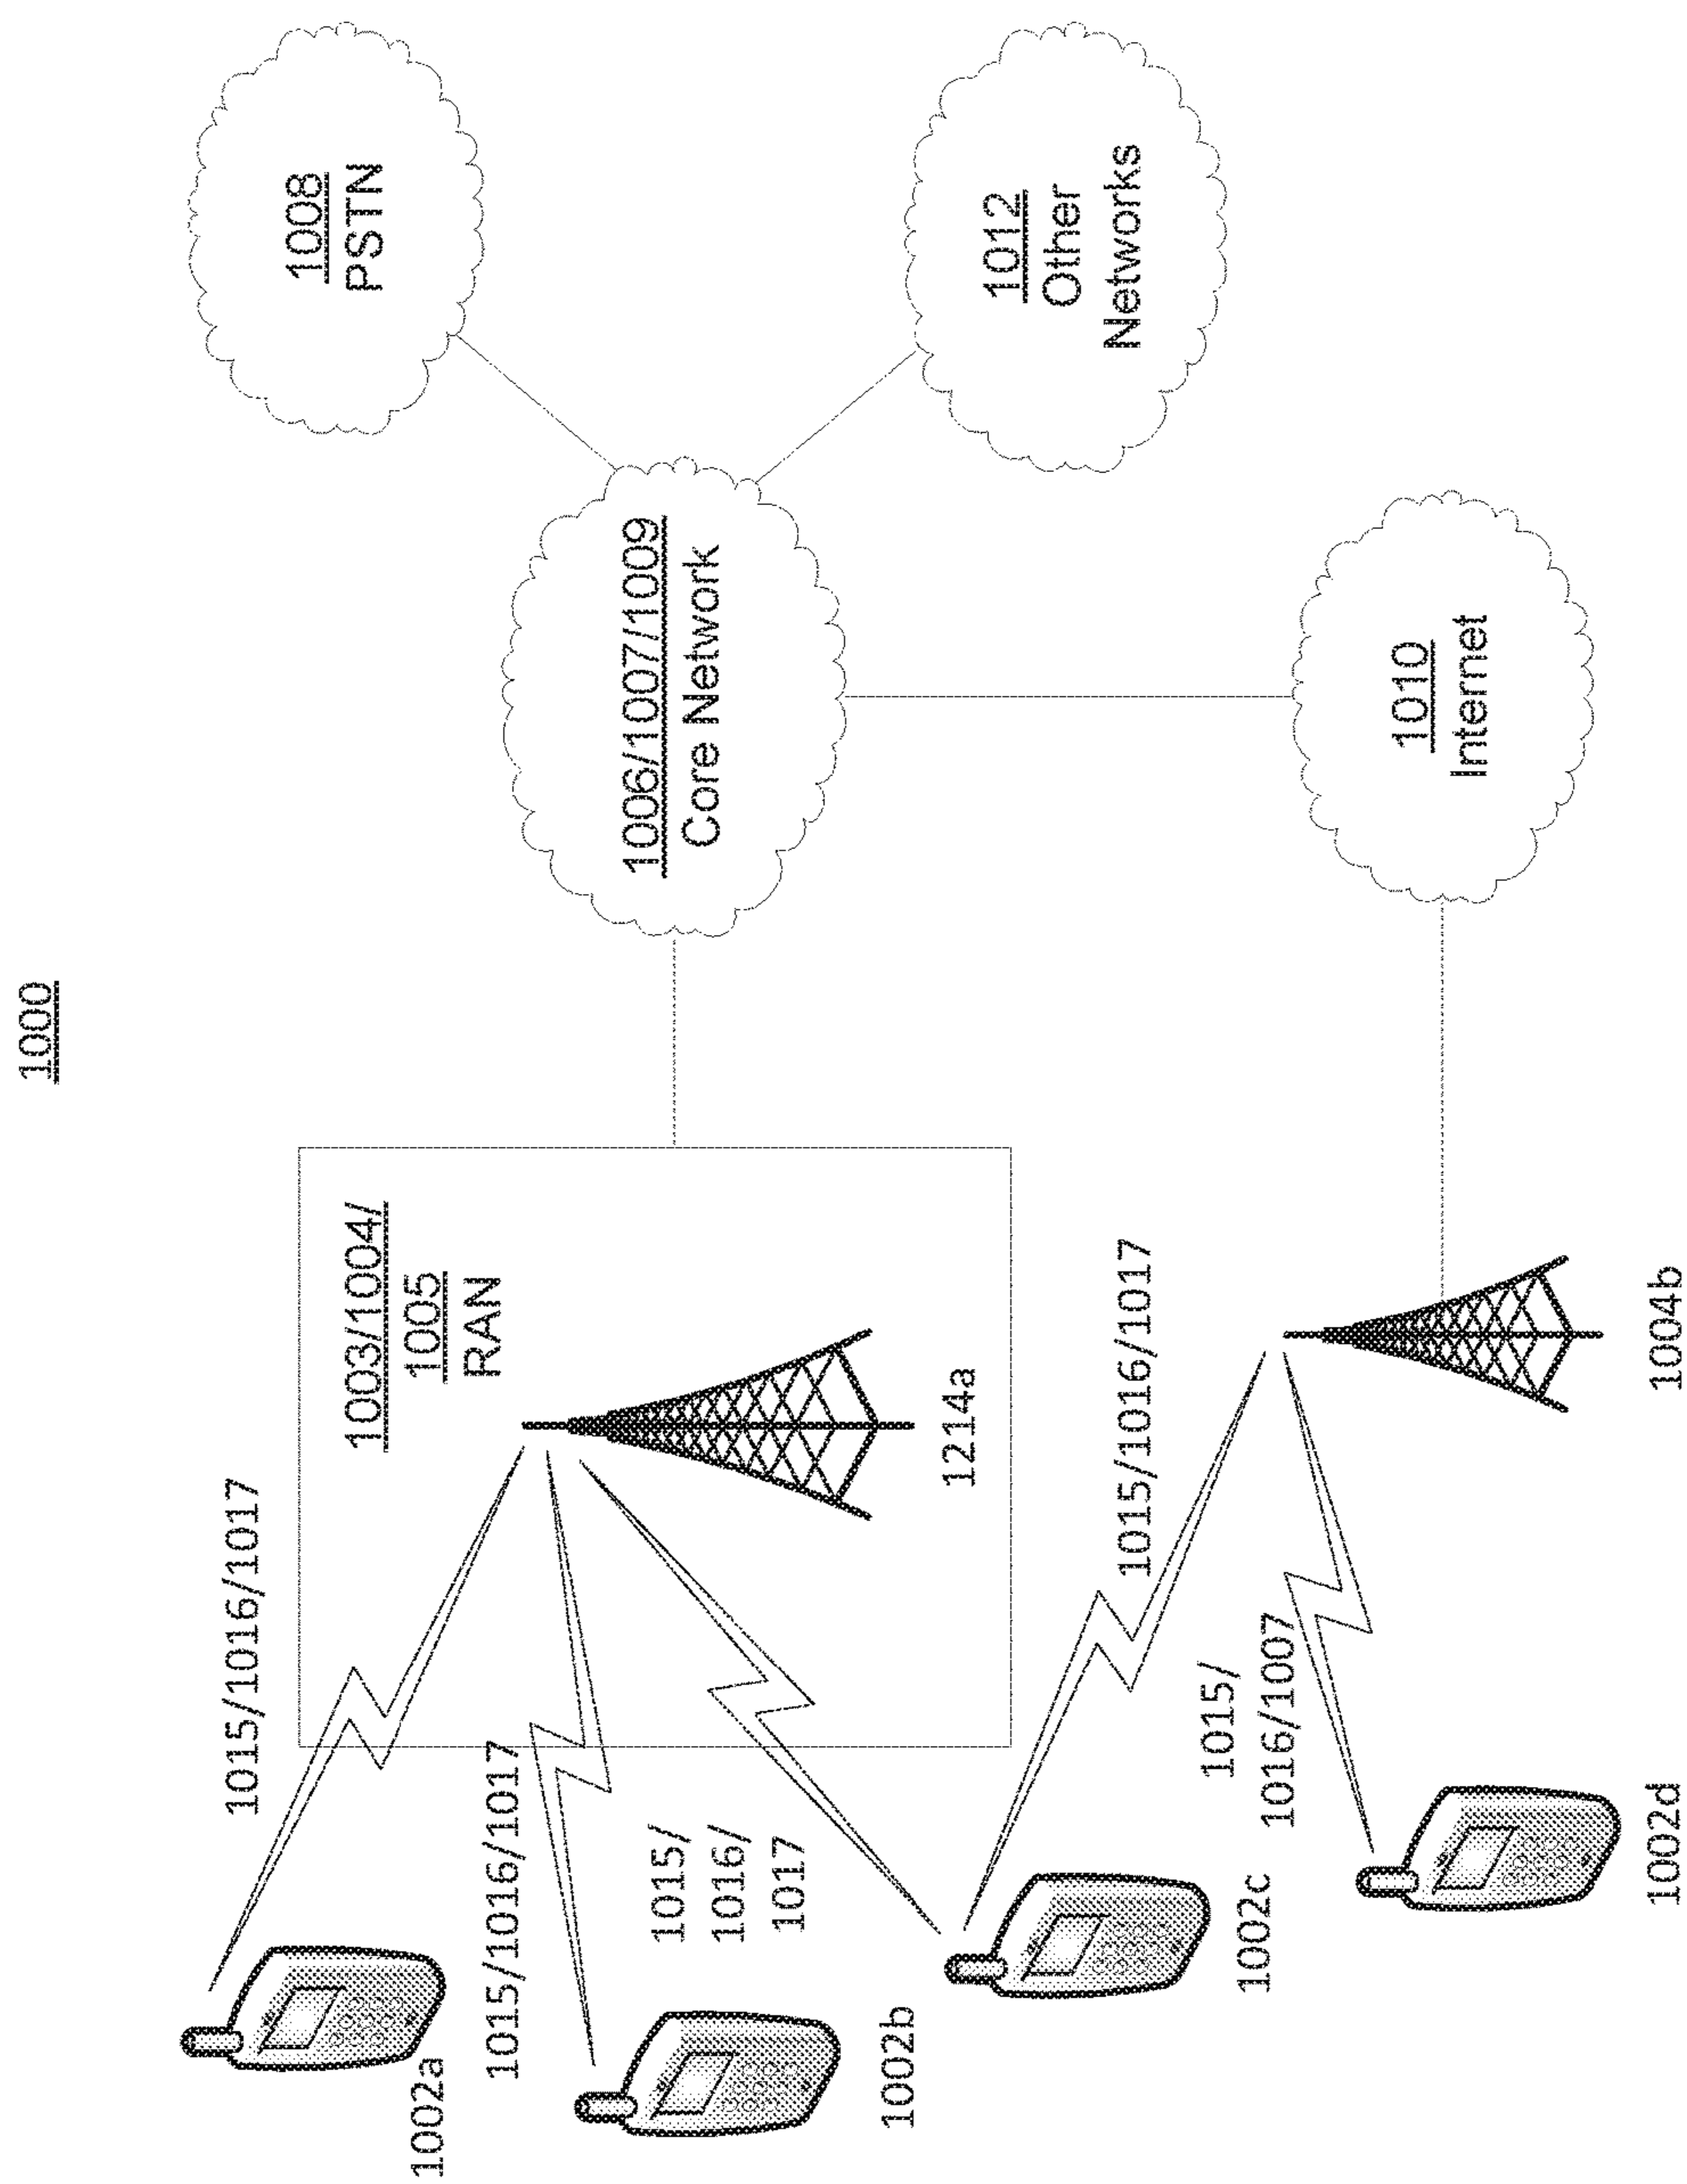 1000
1015/1016/1017
1002a
1003/1004/
1005
RAN
1008
PSTN
1006/1007/1009
Core Network
1015/1016/1017
1002b
1015/
1016/
1017
1214a
1012
Other
Networks
1002c
1015/1016/1017
1015/
1016/1007
1010
Internet
1002d
1004b